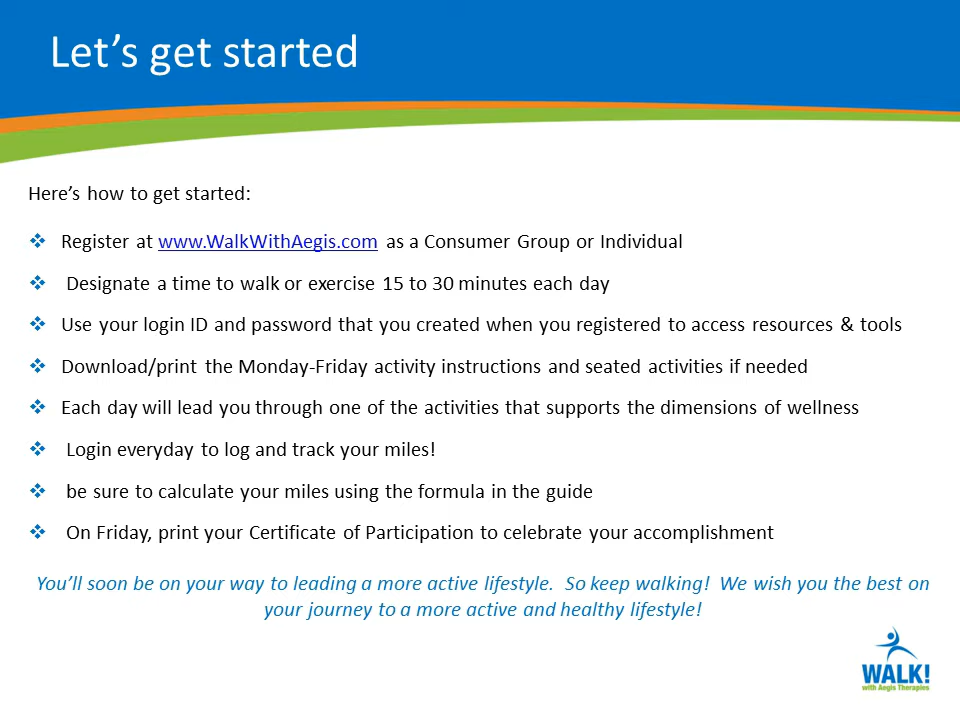 Let’s get started
Here’s how to get started:
❖ Register at www.WalkWithAegis.com as a Consumer Group or Individual
❖ Designate a time to walk or exercise 15 to 30 minutes each day
❖ Use your login ID and password that you created when you registered to access resources & tools
❖ Download/print the Monday-Friday activity instructions and seated activities if needed
❖ Each day will lead you through one of the activities that supports the dimensions of wellness
❖ Login everyday to log and track your miles!
❖ be sure to calculate your miles using the formula in the guide
❖ On Friday, print your Certificate of Participation to celebrate your accomplishment
You’ll soon be on your way to leading a more active lifestyle. So keep walking! We wish you the best on
your journey to a more active and healthy lifestyle!
WALK!
with Aegis Therapies